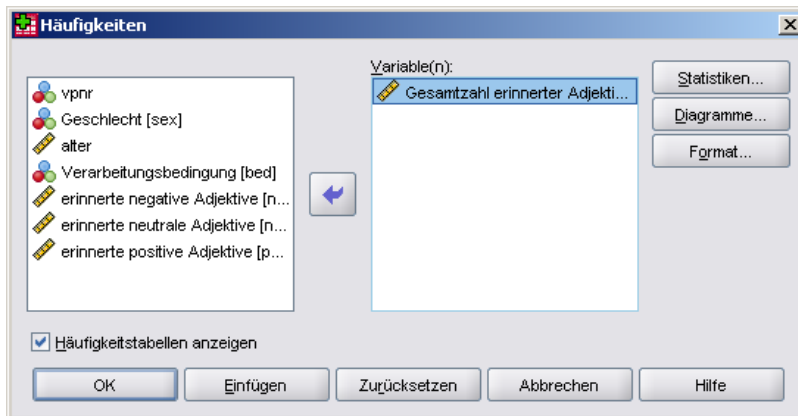 Häufigkeiten
vpnr
Geschlecht [sex]
alter
Verarbeitungsbedingung [bed]
erinnerte negative Adjektive [n...
erinnerte neutrale Adjektive [n...
erinnerte positive Adjektive [p...
Variable(n):
Gesamtzahl erinnerter Adjekti...
Statistiken...
Diagramme...
Format...
Häufigkeitstabellen anzeigen
OK
Einfügen
Zurücksetzen
Abbrechen
Hilfe